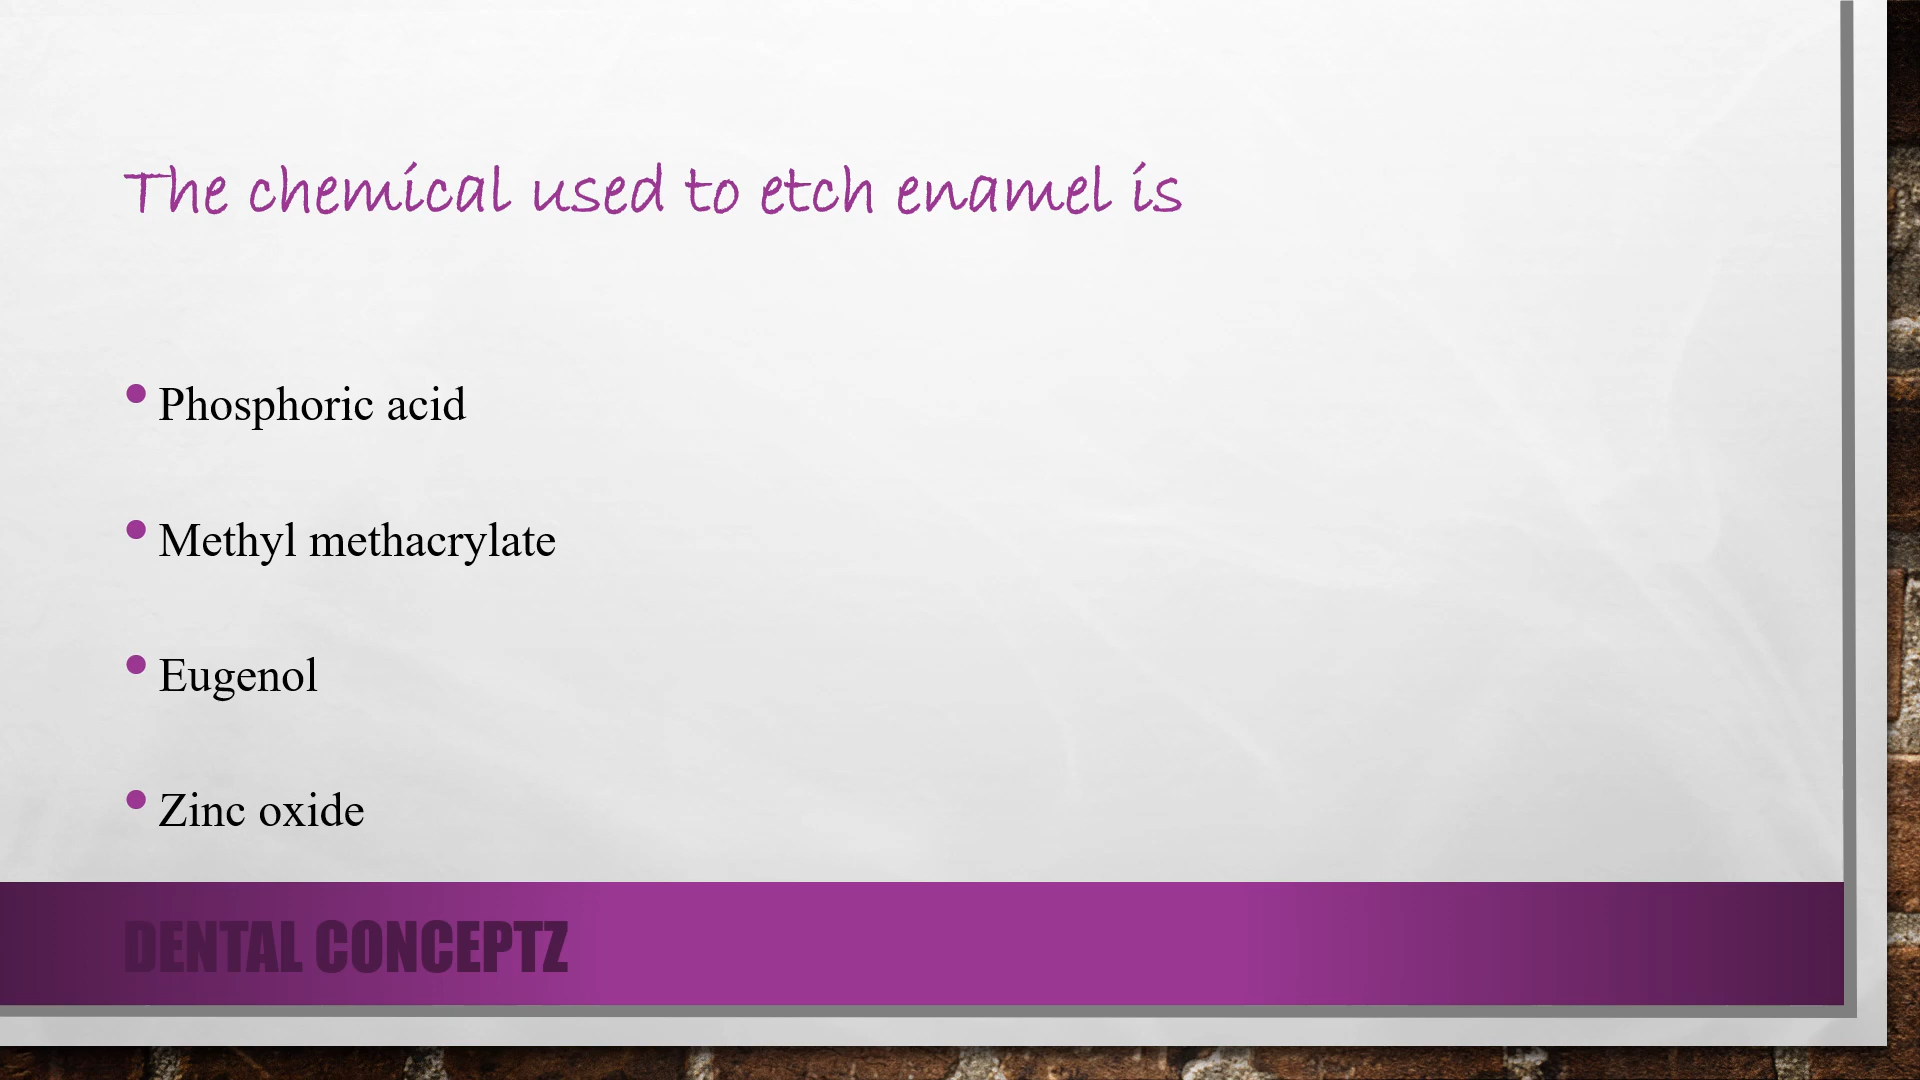 The chemical used to etch enamel is
• Phosphoric acid
• Methyl methacrylate
• Eugenol
• Zinc oxide
DENTAL CONCEPTZ